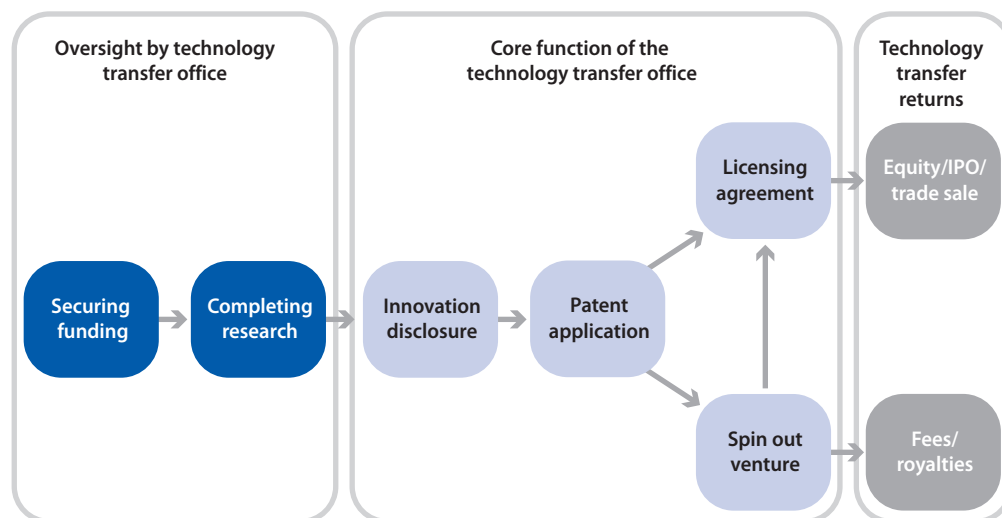 Oversight by technology
transfer office
Core function of the
technology transfer office
Technology
transfer
returns
Licensing
agreement
Equity/IPO/
trade sale
Securing
funding
Completing
research
Innovation
disclosure
Patent
application
Spin out
venture
Fees/
royalties